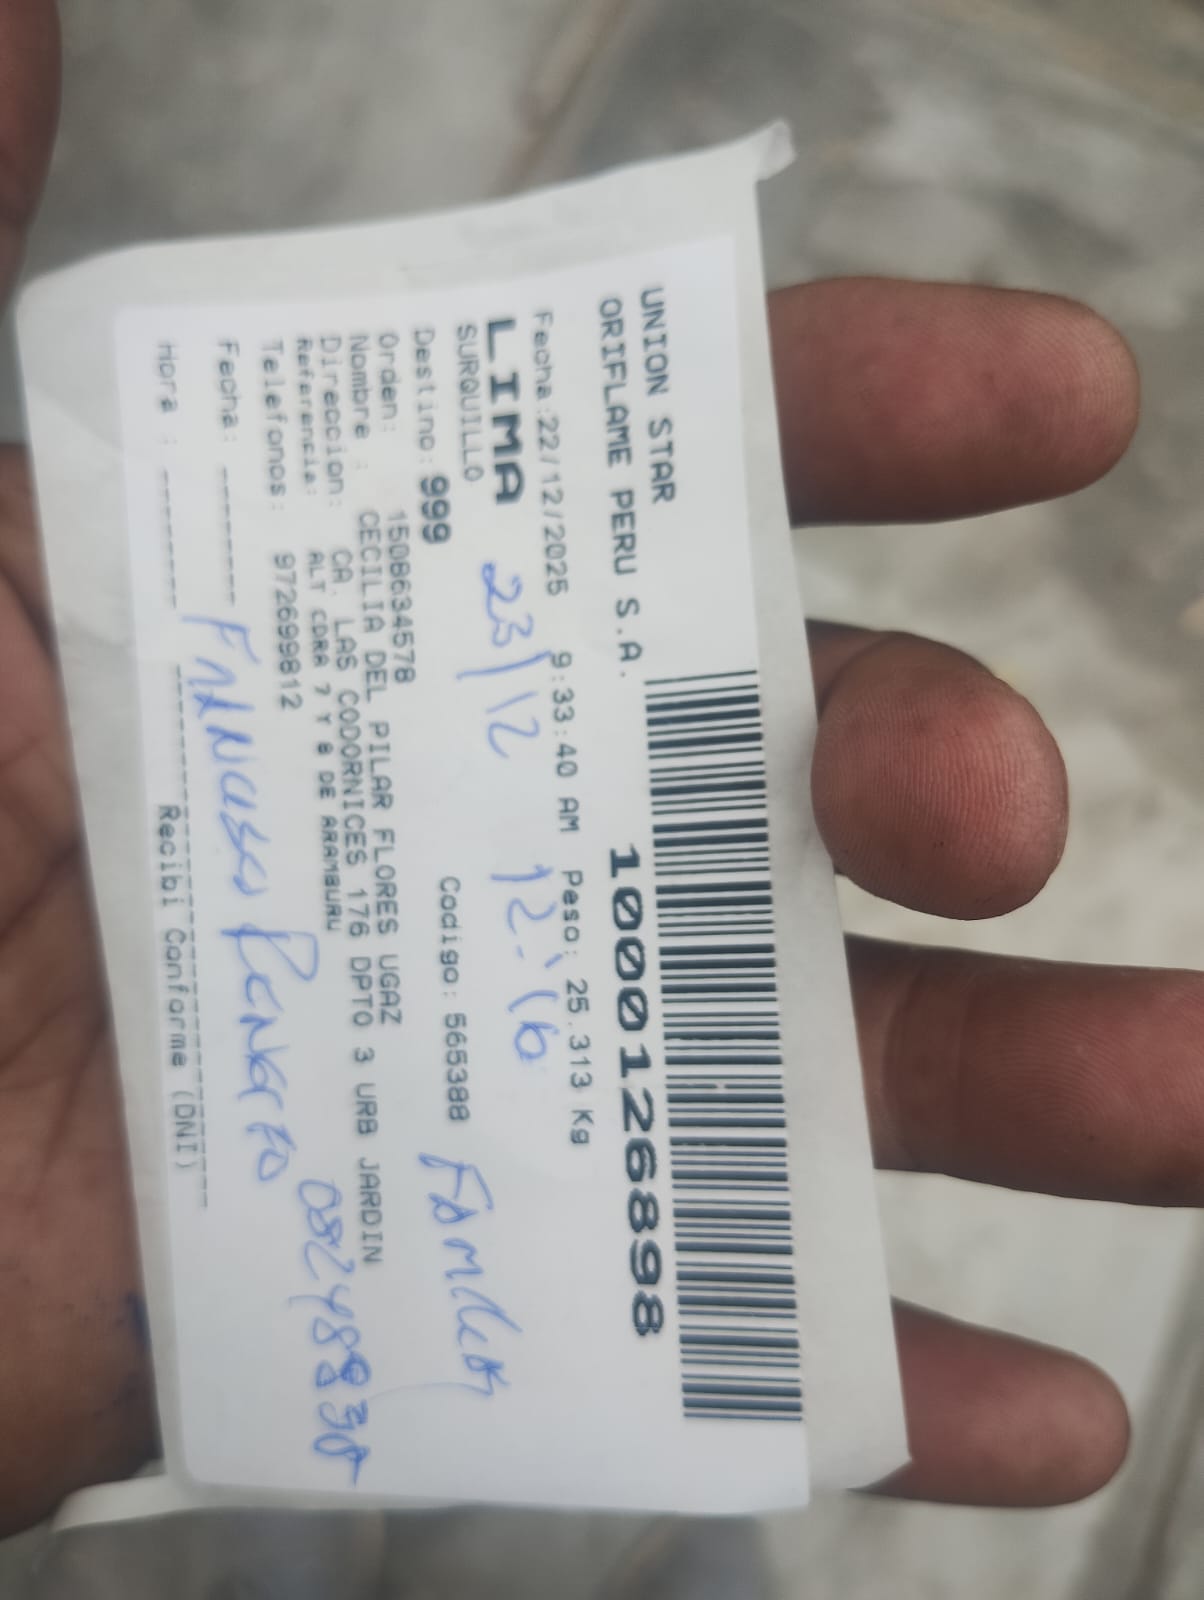 UNION STAR
ORIFLAME PERU S.A.
1000126898
Fecha:22/12/2025 9:33:40 AM Peso: 25.313 Kg
LIMA 23/12 12:16
SURQUILLO
Destino: 999 Codigo: 565388
Orden: 1508634578
Nombre : CECILIA DEL PILAR FLORES UGAZ
Direccion: CA. LAS CODORNICES 176 DPTO 3 URB JARDIN
Referencia: ALT CDRA 7 Y 8 DE ARAMBURU
Telefonos: 972699812
Fecha:
Hora :
Recibi Conforme (DNI)